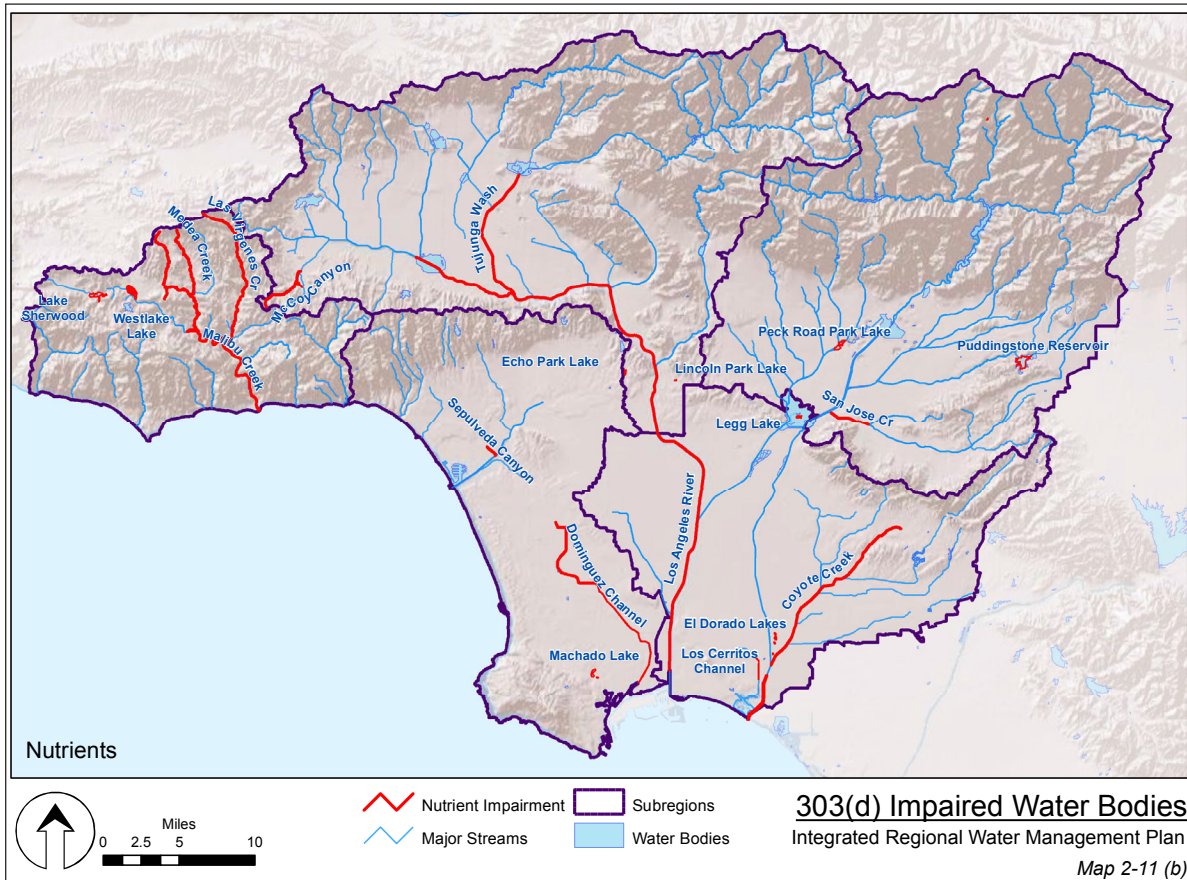 Medea Creek
Las Virgenes Cr
McCoy Canyon
Tujunga Wash
Lake
Sherwood
Westlake
Lake
Malibu Creek
Echo Park Lake
Lincoln Park Lake
Peck Road Park Lake
Puddingstone Reservoir
San Jose Cr
Legg Lake
Sepulveda Canyon
Los Angeles River
Dominguez Channel
Coyote Creek
El Dorado Lakes
Los Cerritos
Channel
Machado Lake
Nutrients
Miles
0 2.5 5 10
Nutrient Impairment
Major Streams
Subregions
Water Bodies
303(d) Impaired Water Bodies
Integrated Regional Water Management Plan
Map 2-11 (b)